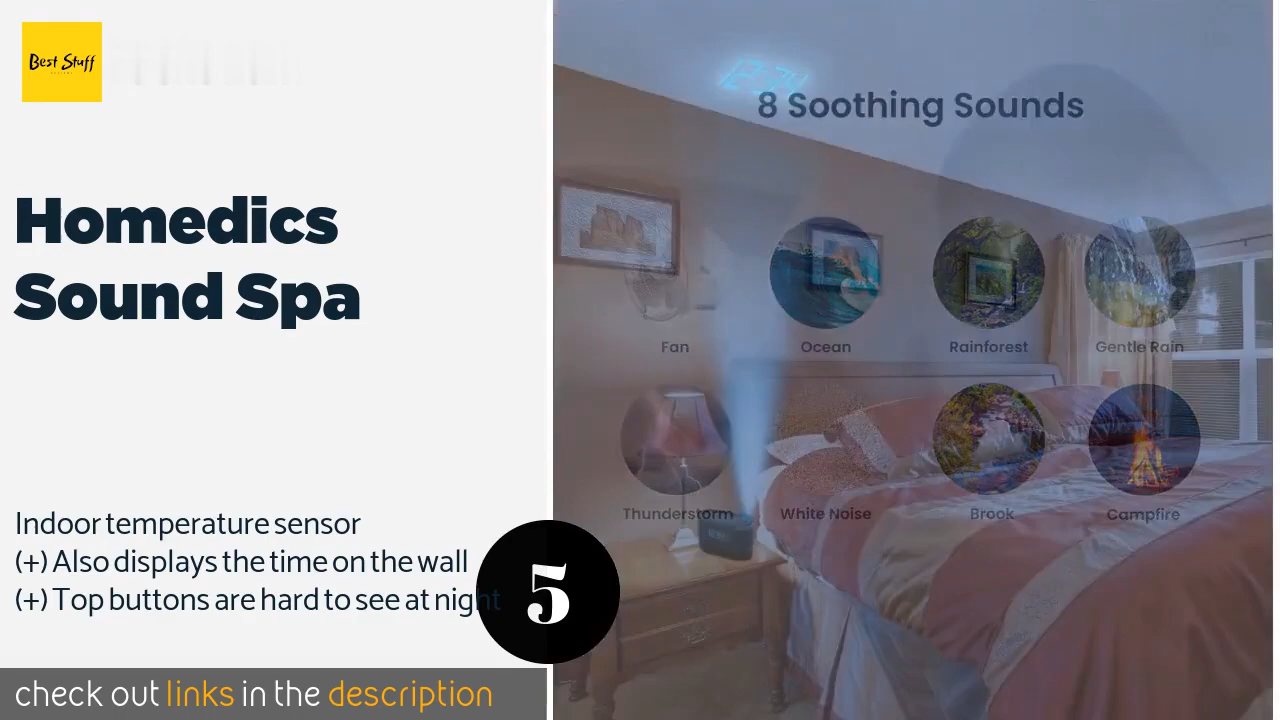 Best Stuff
Homedics
Sound Spa
Indoor temperature sensor
(+) Also displays the time on the wall
(+) Top buttons are hard to see at night
5
check out links in the description
8 Soothing Sounds
Fan
Ocean
Rainforest
Gentle Rain
Thunderstorm
White Noise
Brook
Campfire